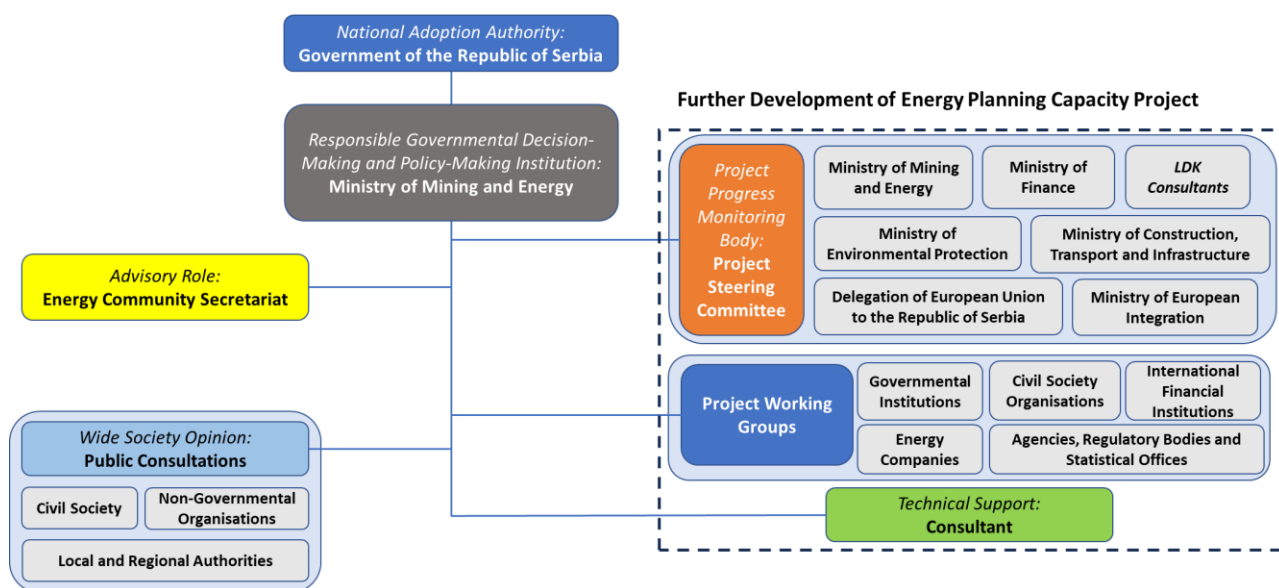 National Adoption Authority:
Government of the Republic of Serbia
Responsible Governmental Decision-
Making and Policy-Making Institution:
Ministry of Mining and Energy
Advisory Role:
Energy Community Secretariat
Wide Society Opinion:
Public Consultations
Civil Society
Non-Governmental
Organisations
Local and Regional Authorities
Further Development of Energy Planning Capacity Project
Project
Progress
Monitoring
Body:
Project
Steering
Committee
Ministry of Mining
and Energy
Ministry of
Finance
LDK
Consultants
Ministry of
Environmental Protection
Ministry of Construction,
Transport and Infrastructure
Delegation of European Union
to the Republic of Serbia
Ministry of European
Integration
Project Working
Groups
Governmental
Institutions
Civil Society
Organisations
International
Financial
Institutions
Energy
Companies
Agencies, Regulatory Bodies and
Statistical Offices
Technical Support:
Consultant